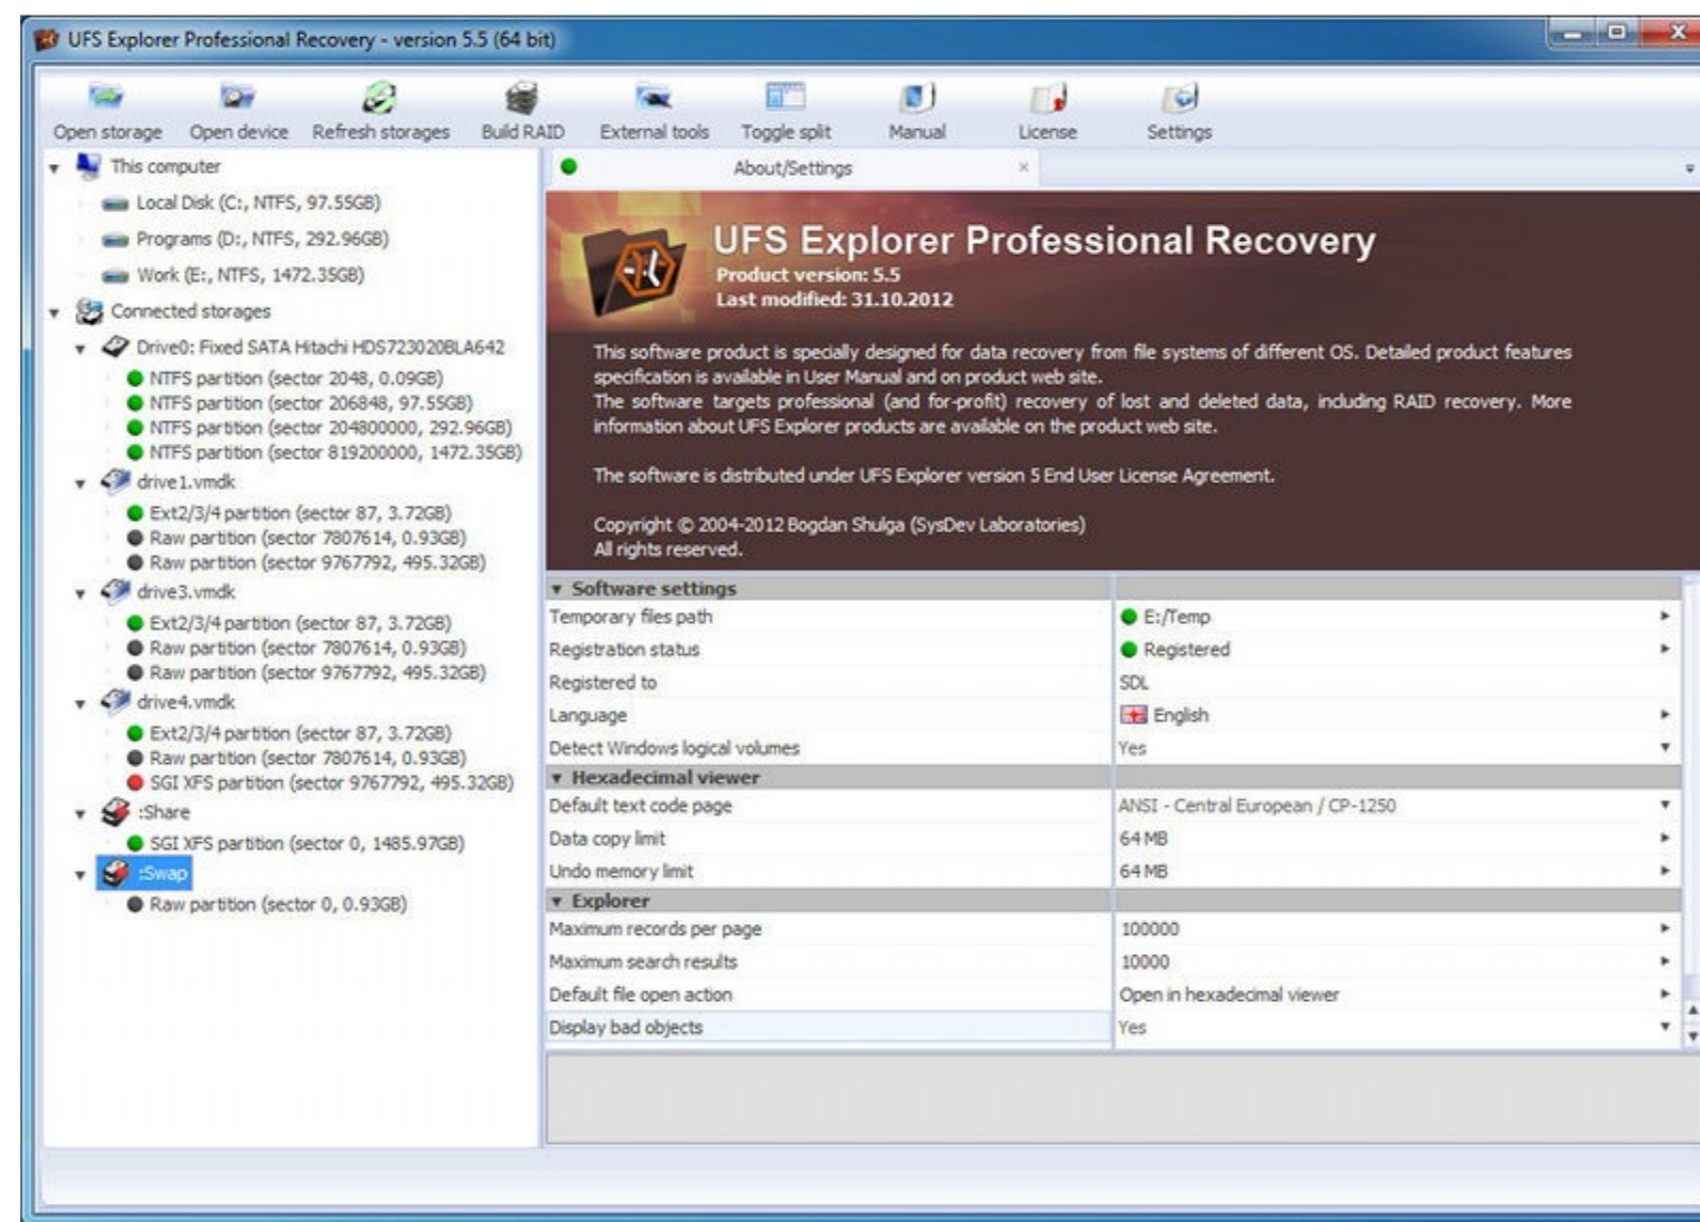 UFS Explorer Professional Recovery - version 5.5 (64 bit)
Open storage Open device Refresh storages Build RAID External tools Toggle split Manual License Settings
This computer
Local Disk (C:, NTFS, 97.55GB)
Programs (D:, NTFS, 292.96GB)
Work (E:, NTFS, 1472.35GB)
Connected storages
Drive0: Fixed SATA Hitachi HDS723020BLA642
NTFS partition (sector 2048, 0.09GB)
NTFS partition (sector 206848, 97.55GB)
NTFS partition (sector 204800000, 292.96GB)
NTFS partition (sector 819200000, 1472.35GB)
drive1.vmdk
Ext2/3/4 partition (sector 87, 3.72GB)
Raw partition (sector 7807614, 0.93GB)
Raw partition (sector 9767792, 495.32GB)
drive3.vmdk
Ext2/3/4 partition (sector 87, 3.72GB)
Raw partition (sector 7807614, 0.93GB)
Raw partition (sector 9767792, 495.32GB)
drive4.vmdk
Ext2/3/4 partition (sector 87, 3.72GB)
Raw partition (sector 7807614, 0.93GB)
SGI XFS partition (sector 9767792, 495.32GB)
:Share
SGI XFS partition (sector 0, 1485.97GB)
:Swap
Raw partition (sector 0, 0.93GB)
About/Settings
UFS Explorer Professional Recovery
Product version: 5.5
Last modified: 31.10.2012
This software product is specially designed for data recovery from file systems of different OS. Detailed product features
specification is available in User Manual and on product web site.
The software targets professional (and for-profit) recovery of lost and deleted data, including RAID recovery. More
information about UFS Explorer products are available on the product web site.
The software is distributed under UFS Explorer version 5 End User License Agreement.
Copyright © 2004-2012 Bogdan Shulga (SysDev Laboratories)
All rights reserved.
Software settings
Temporary files path E:/Temp
Registration status Registered
Registered to SDL
Language English
Detect Windows logical volumes Yes
Hexadecimal viewer
Default text code page ANSI - Central European / CP-1250
Data copy limit 64 MB
Undo memory limit 64 MB
Explorer
Maximum records per page 100000
Maximum search results 10000
Default file open action Open in hexadecimal viewer
Display bad objects Yes